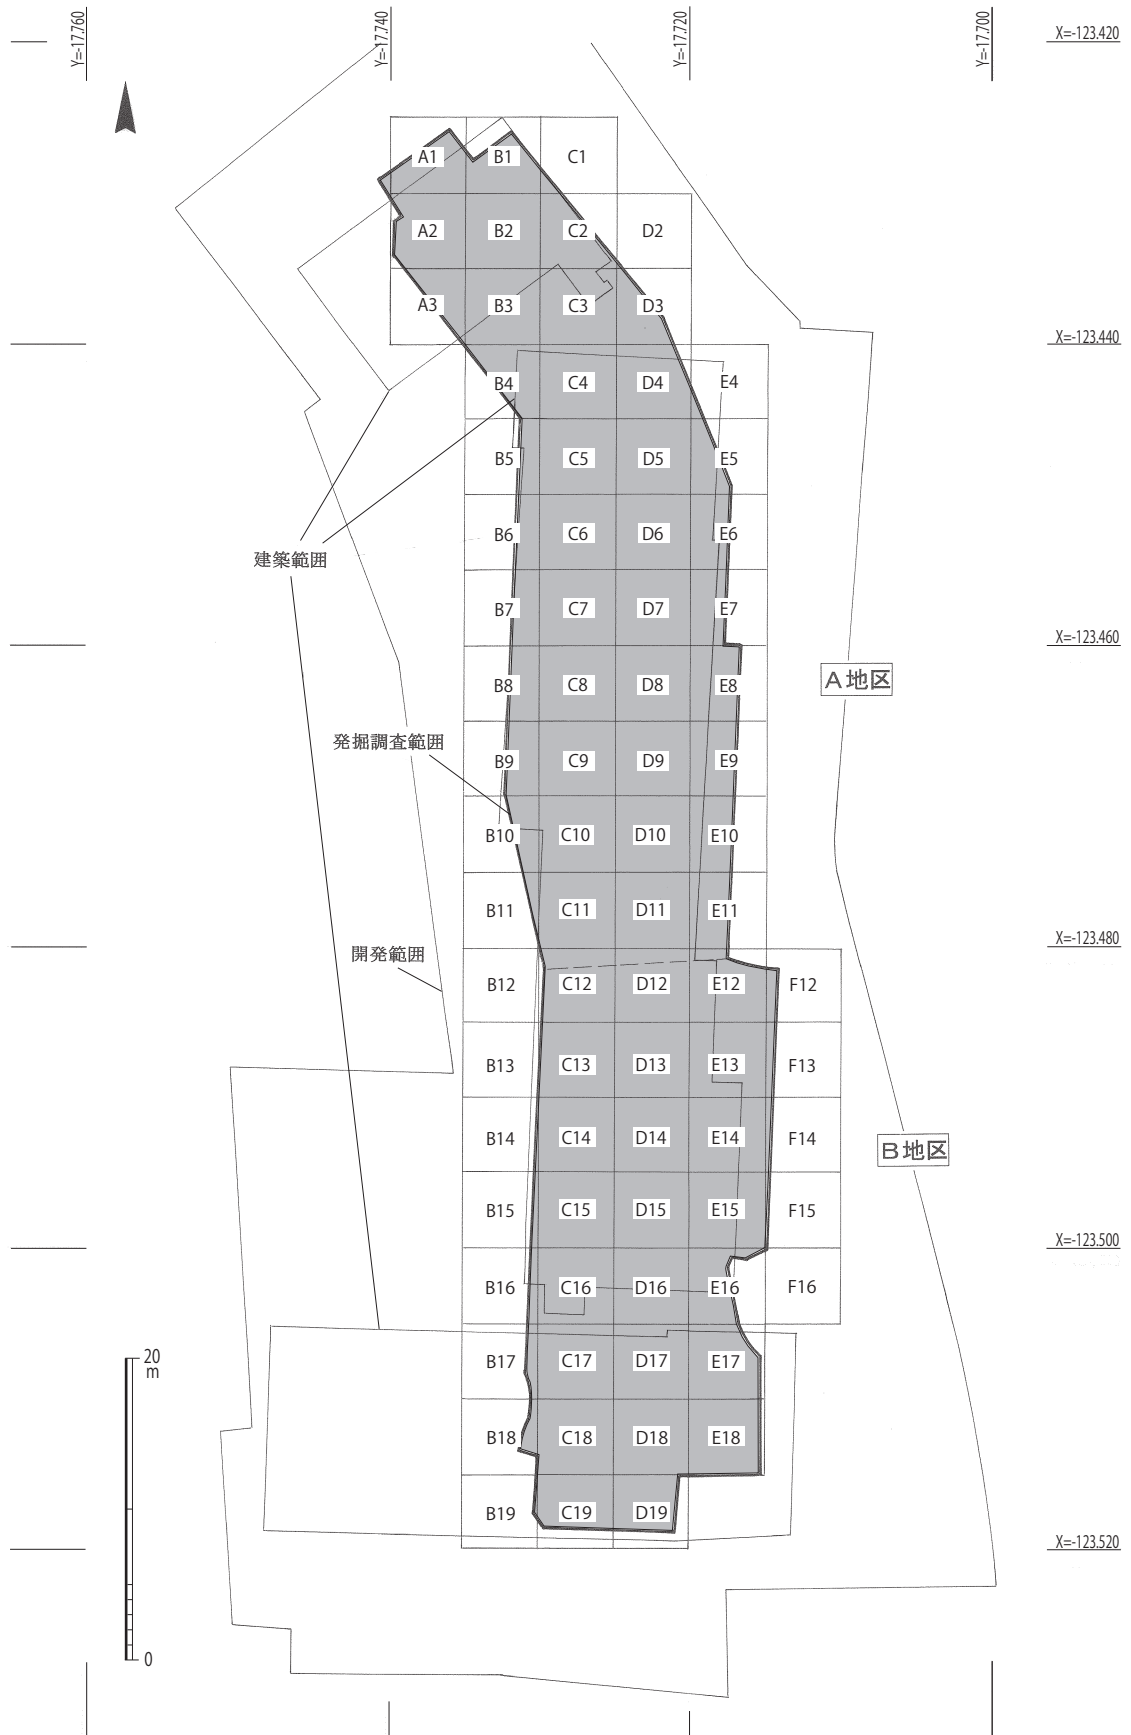 Y=-17.760
Y=-17.740
Y=-17.720
Y=-17.700
X=-123.420
A1
B1
C1
A2
B2
C2
D2
A3
B3
C3
D3
X=-123.440
B4
C4
D4
E4
B5
C5
D5
E5
B6
C6
D6
E6
建築範囲
B7
C7
D7
E7
X=-123.460
B8
C8
D8
E8
A地区
発掘調査範囲
B9
C9
D9
E9
B10
C10
D10
E10
B11
C11
D11
E11
X=-123.480
開発範囲
B12
C12
D12
E12
F12
B13
C13
D13
E13
F13
B14
C14
D14
E14
F14
B地区
B15
C15
D15
E15
F15
X=-123.500
B16
C16
D16
E16
F16
20
m
B17
C17
D17
E17
B18
C18
D18
E18
B19
C19
D19
X=-123.520
0